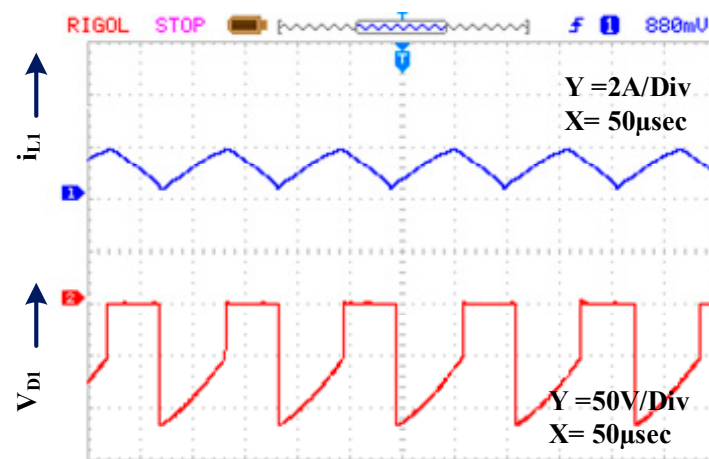 RIGOL STOP T 1 880mV
T
Y =2A/Div
X= 50µsec
iL1
1
2
VD1
Y =50V/Div
X= 50µsec